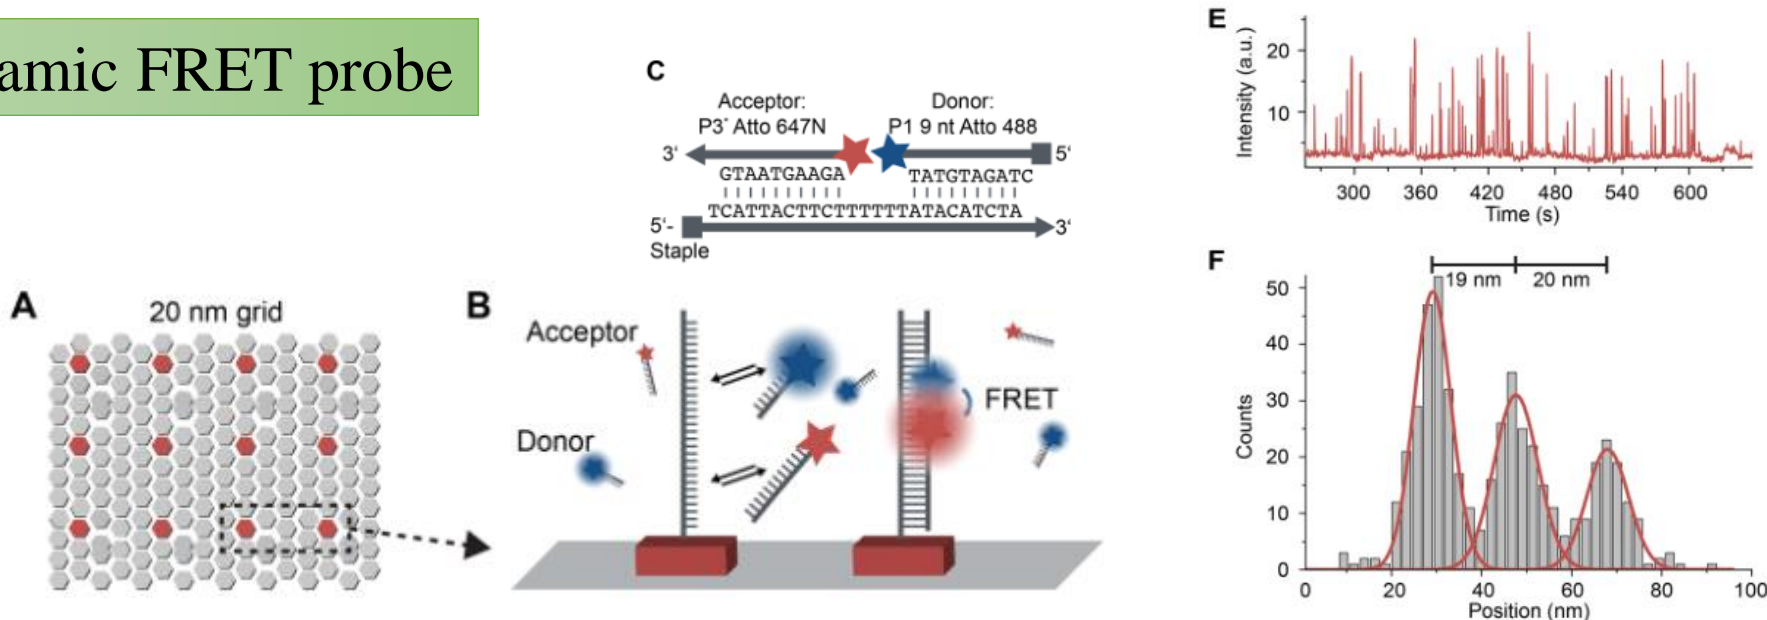 amic FRET probe
A
20 nm grid
B
Acceptor
Donor
FRET
C
Acceptor:
P3* Atto 647N
Donor:
P1 9 nt Atto 488
3‘
5‘
GTAATGAAGA
TATGTAGATC
TCATTACTTCTTTTTTATACATCTA
5‘-
3‘
Staple
E
Intensity (a.u.)
20
10
300 360 420 480 540 600
Time (s)
F
19 nm
20 nm
Counts
50
40
30
20
10
0
0 20 40 60 80 100
Position (nm)